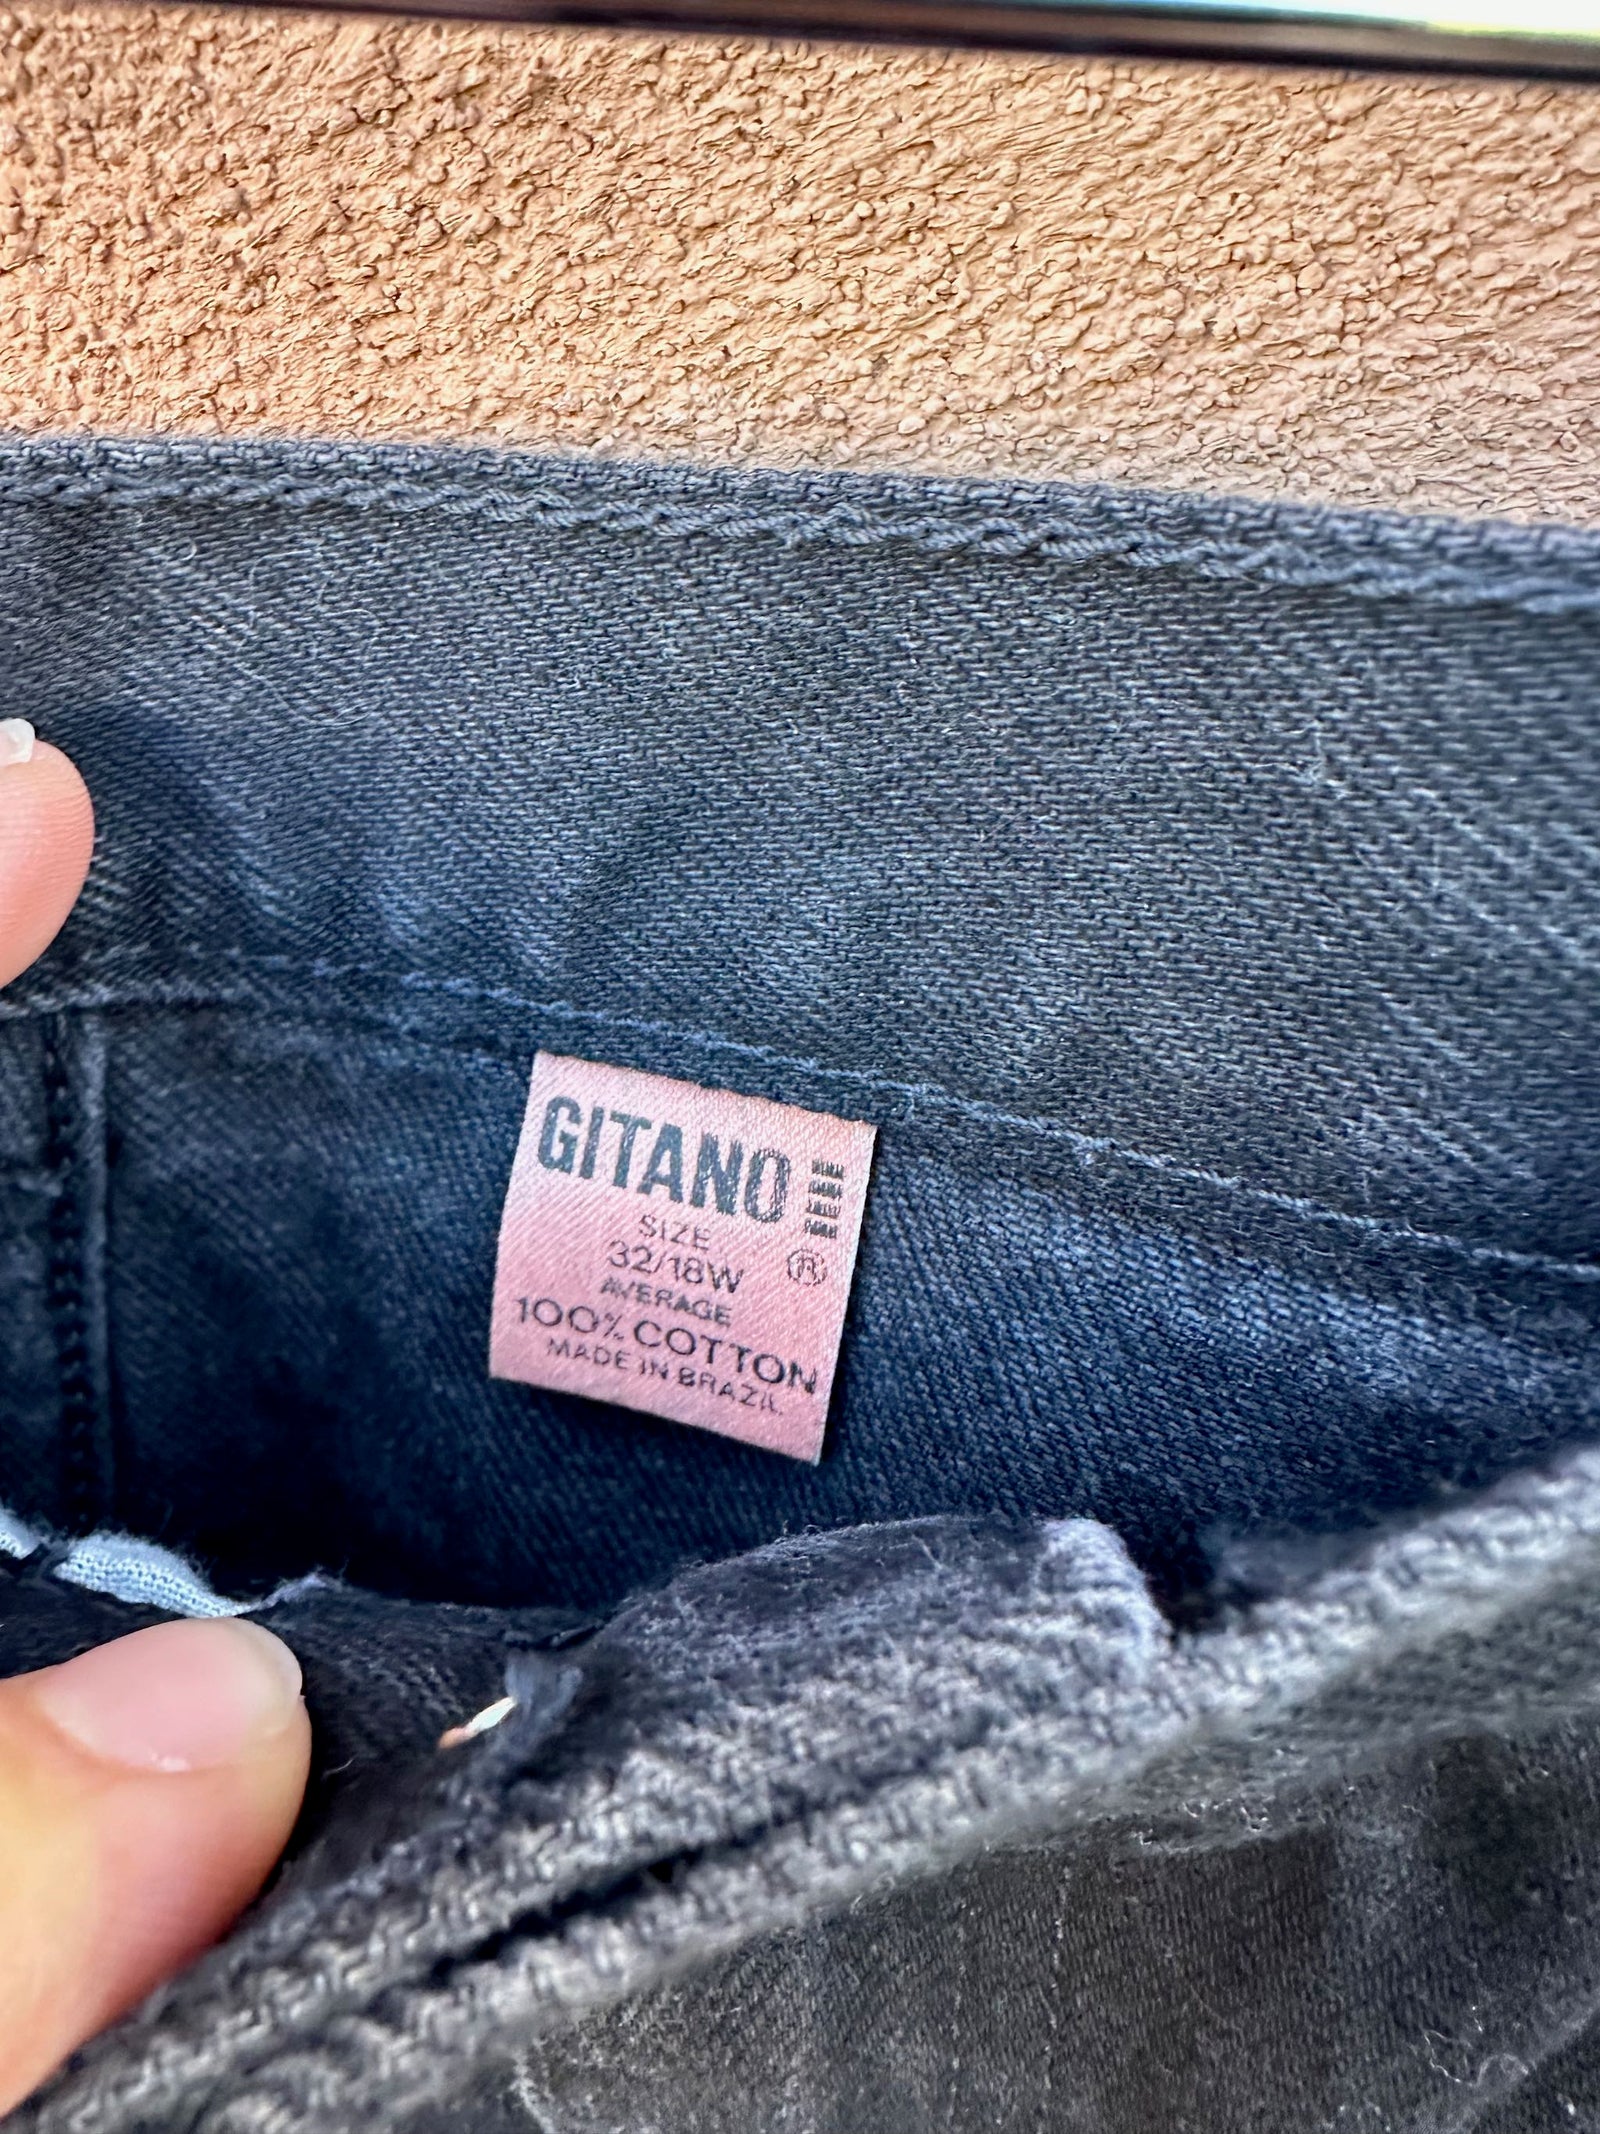 GITANO
SIZE
32/18W ®
AVERAGE
100% COTTON
MADE IN BRAZIL